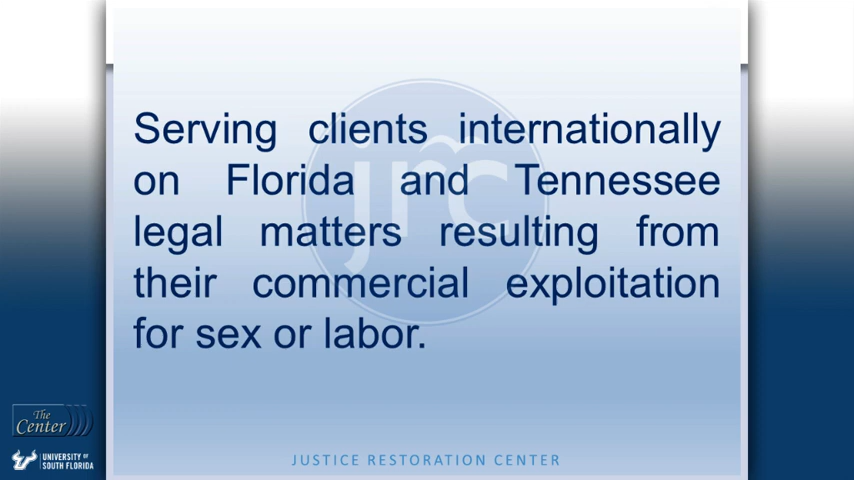 Serving clients internationally
on Florida and Tennessee
legal matters resulting from
their commercial exploitation
for sex or labor.
jrc
The
Center
UNIVERSITY OF
SOUTH FLORIDA
JUSTICE RESTORATION CENTER